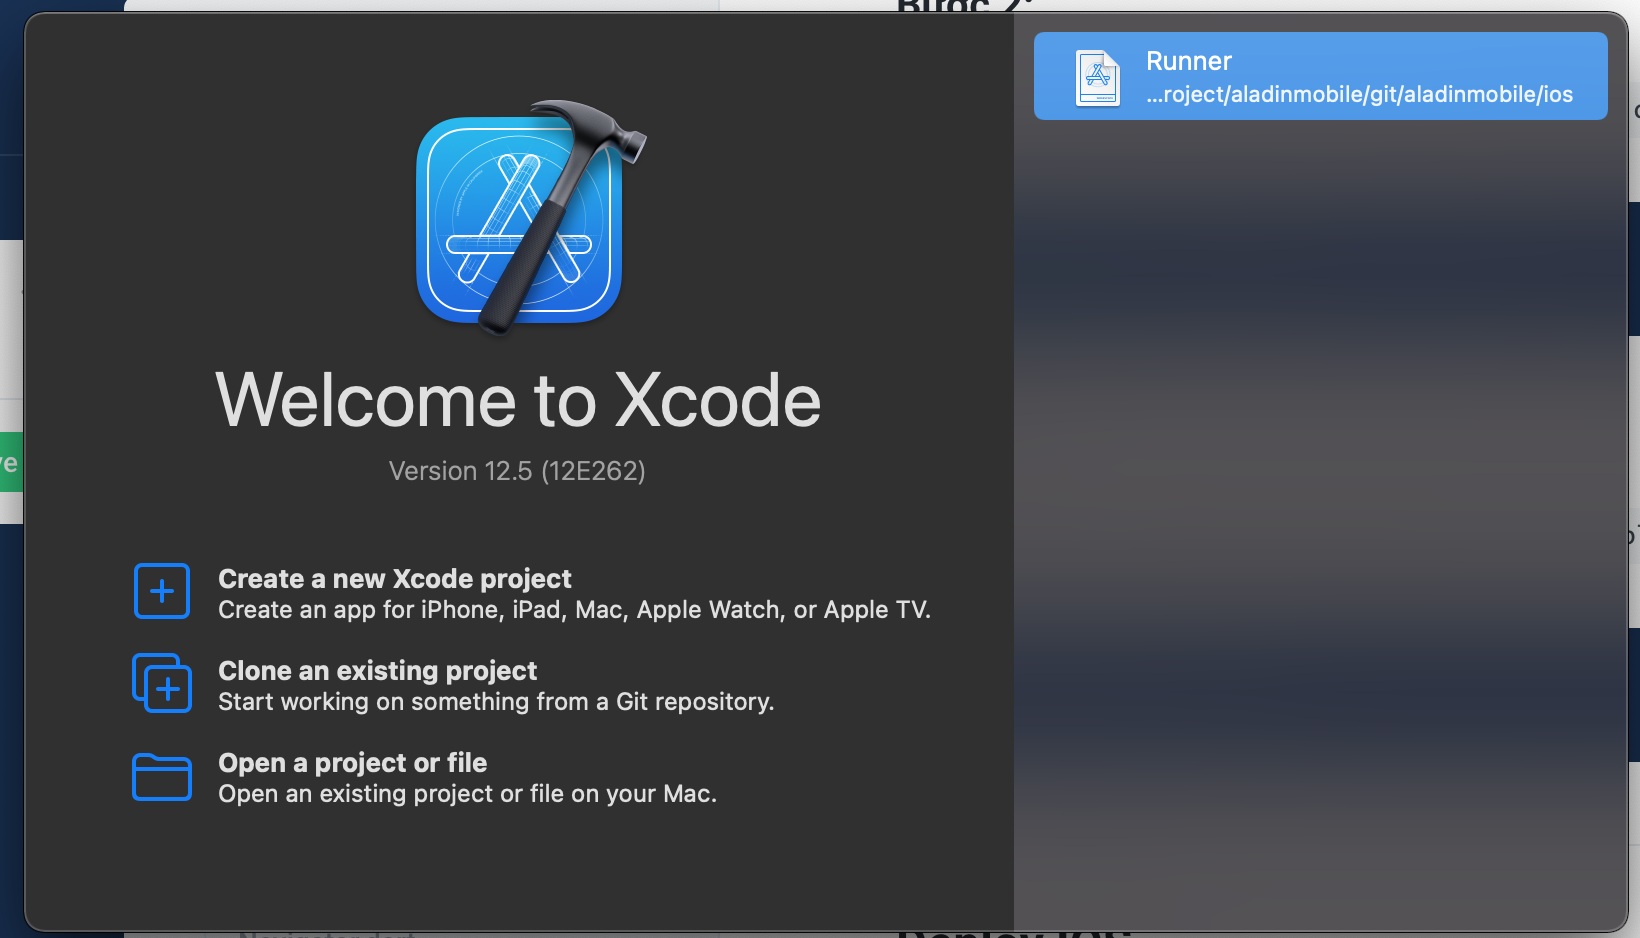 Runner
...roject/aladinmobile/git/aladinmobile/ios
Welcome to Xcode
Version 12.5 (12E262)
Create a new Xcode project
Create an app for iPhone, iPad, Mac, Apple Watch, or Apple TV.
Clone an existing project
Start working on something from a Git repository.
Open a project or file
Open an existing project or file on your Mac.